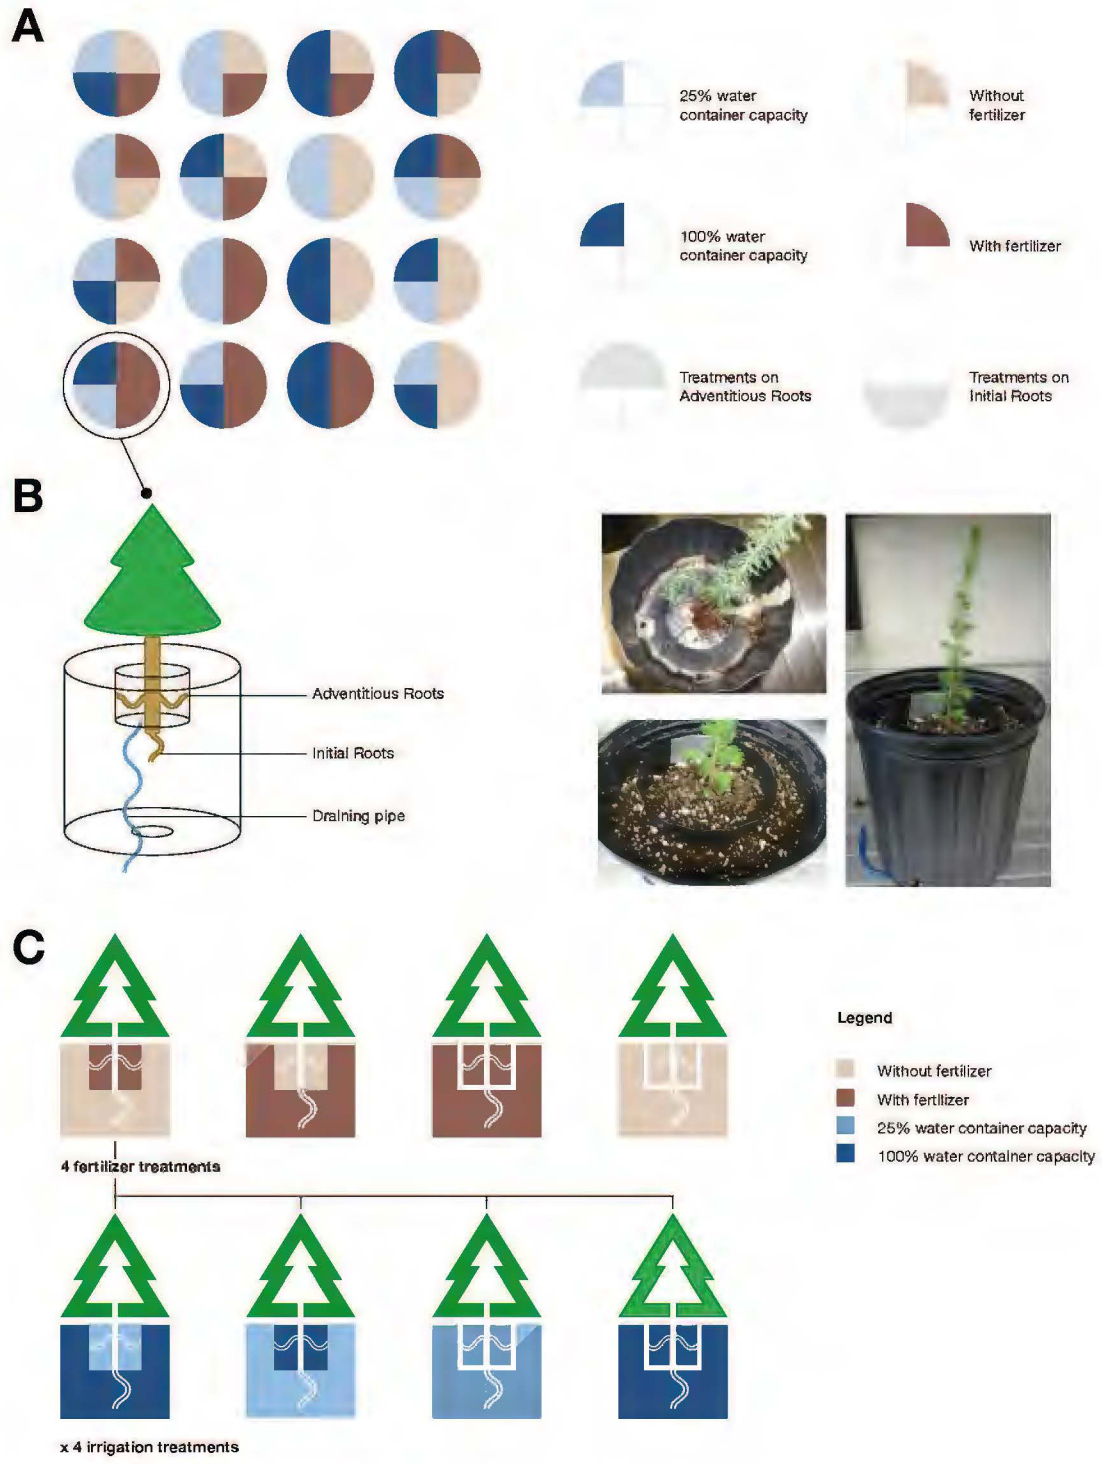 A
25% water
container capacity
Without
fertilizer
100% water
container capacity
With fertilizer
Treatments on
Adventitious Roots
Treatments on
Initial Roots
B
Adventitious Roots
Initial Roots
Draining pipe
C
Legend
Without fertilizer
With fertilizer
25% water container capacity
100% water container capacity
4 fertilizer treatments
x 4 irrigation treatments